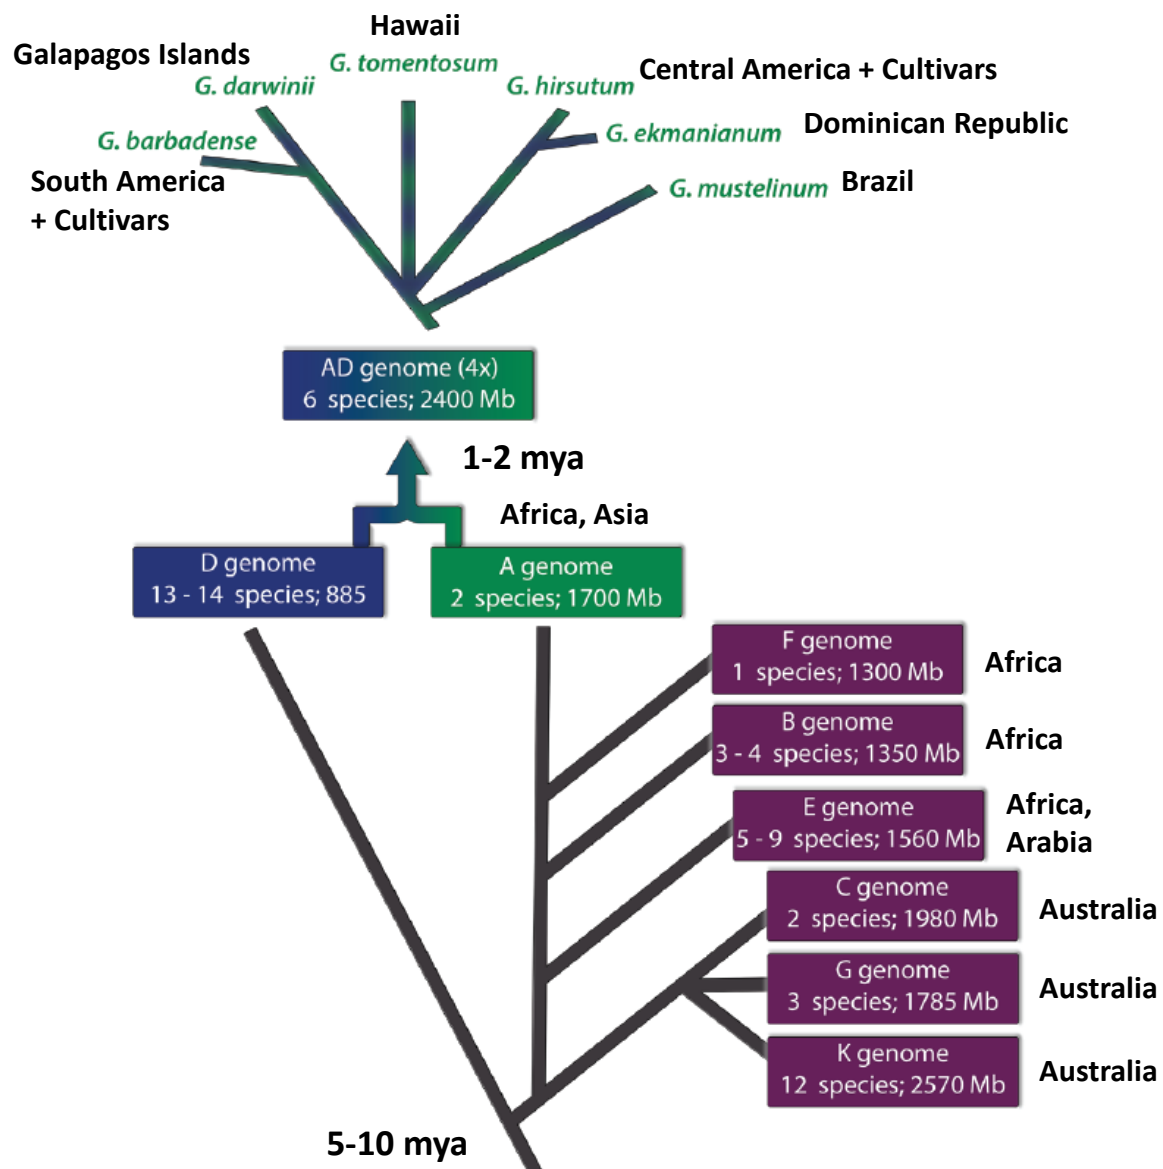 Hawaii
Galapagos Islands
G. tomentosum
Central America + Cultivars
G. darwinii
G. hirsutum
Dominican Republic
G. barbadense
G. ekmanianum
South America
+ Cultivars
G. mustelinum
Brazil
AD genome (4x)
6 species; 2400 Mb
1-2 mya
Africa, Asia
D genome
13 - 14 species; 885
A genome
2 species; 1700 Mb
F genome
1 species; 1300 Mb
Africa
B genome
3 - 4 species; 1350 Mb
Africa
E genome
5 - 9 species; 1560 Mb
Africa,
Arabia
C genome
2 species; 1980 Mb
Australia
G genome
3 species; 1785 Mb
Australia
K genome
12 species; 2570 Mb
Australia
5-10 mya